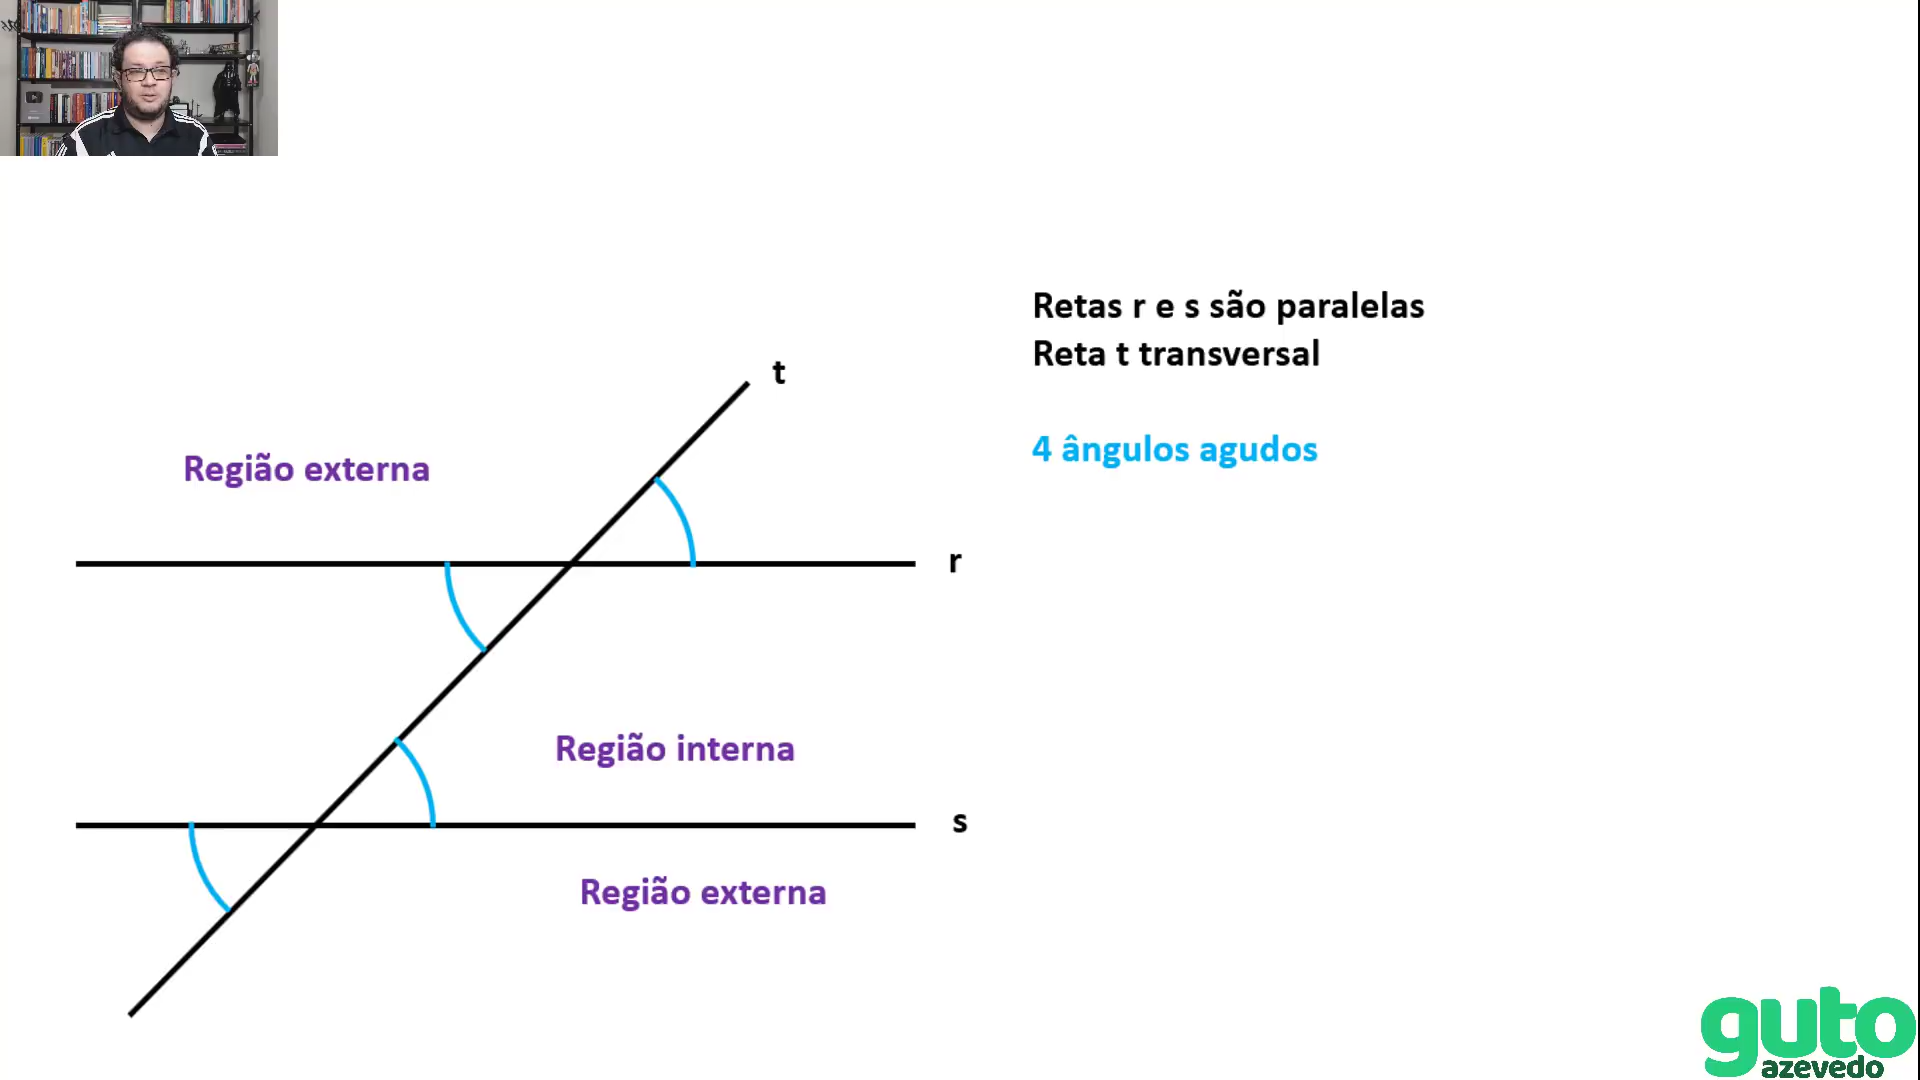 Retas r e s são paralelas
Reta t transversal
4 ângulos agudos
t
Região externa
r
Região interna
s
Região externa
guto
azevedo